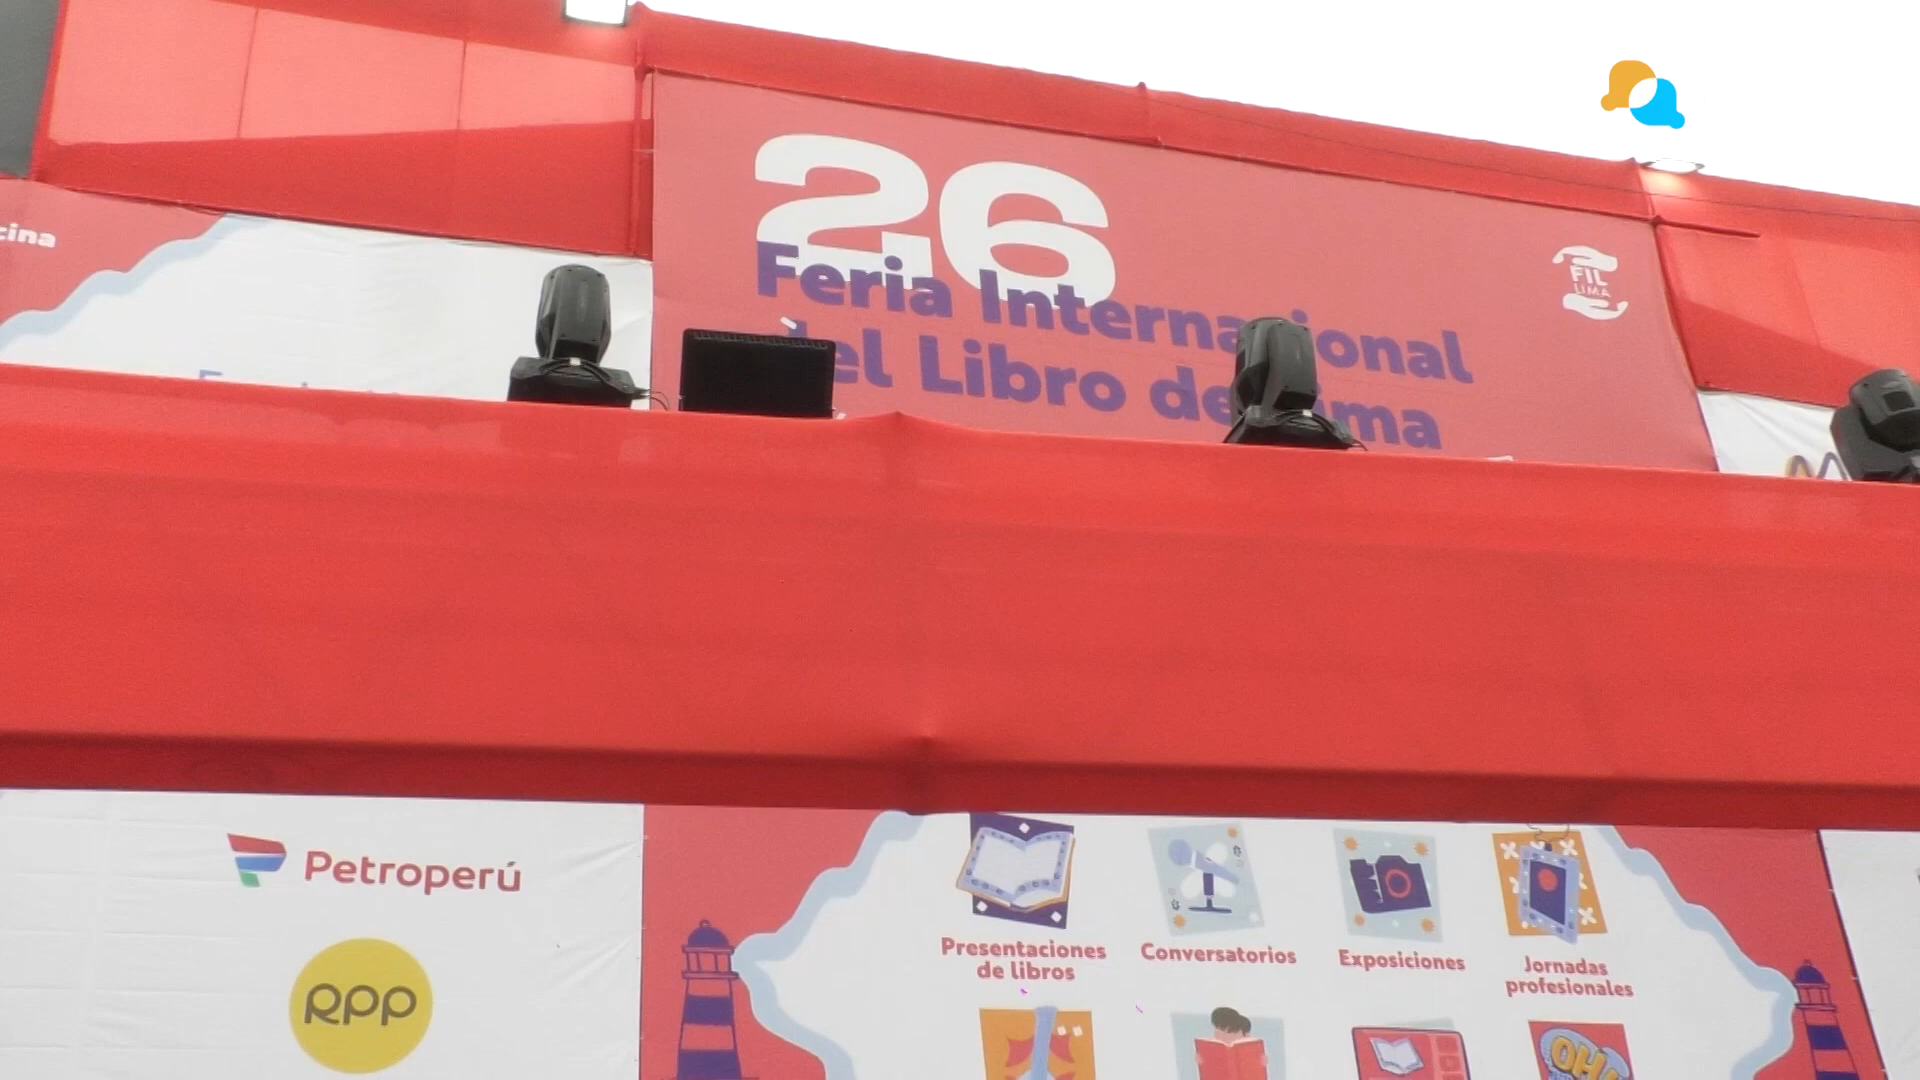 cina
26
Feria Internacional
del Libro de Lima
FIL
LIMA
Petroperú
RPP
Presentaciones
de libros
Conversatorios
Exposiciones
Jornadas
profesionales
OH!